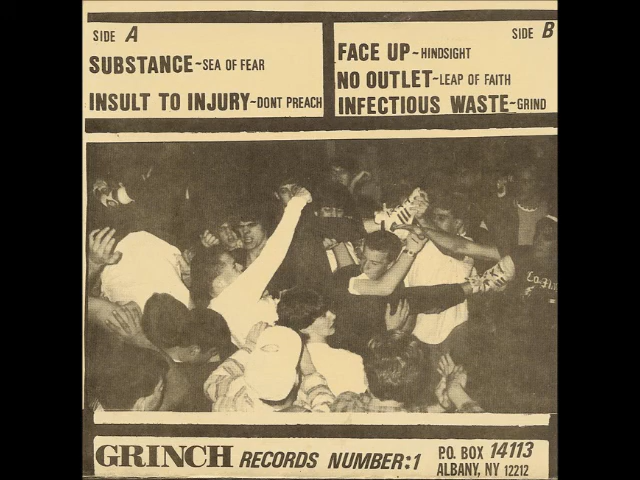 SIDE A
SUBSTANCE~SEA OF FEAR
INSULT TO INJURY~DONT PREACH
SIDE B
FACE UP~HINDSIGHT
NO OUTLET~LEAP OF FAITH
INFECTIOUS WASTE~GRIND
GRINCH RECORDS NUMBER:1
P.O. BOX 14113
ALBANY, NY 12212